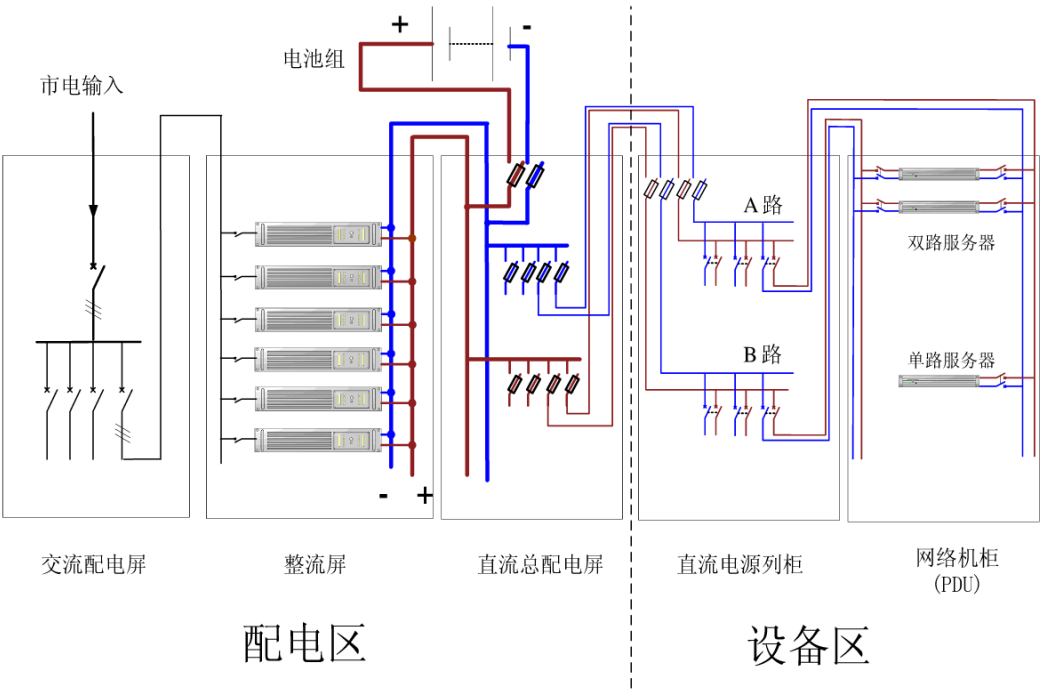 +
-
电池组
市电输入
A路
双路服务器
B路
单路服务器
-
+
交流配电屏
整流屏
直流总配电屏
直流电源列柜
网络机柜
(PDU)
配电区
设备区